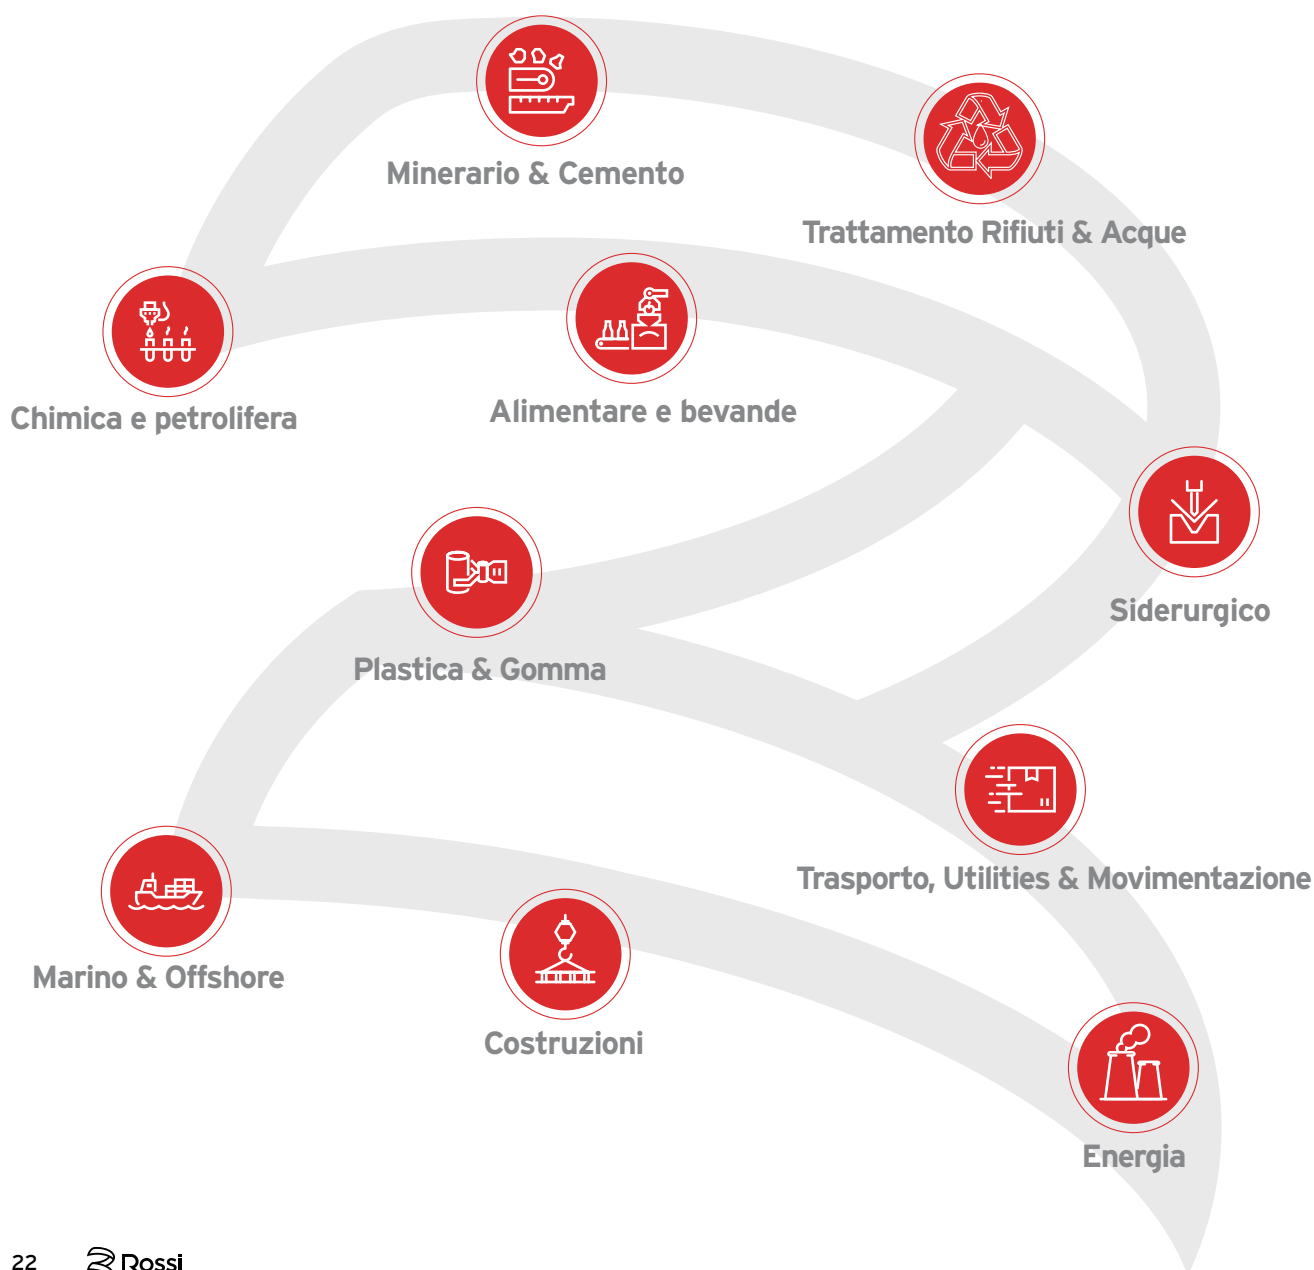 Minerario & Cemento
Trattamento Rifiuti & Acque
Chimica e petrolifera
Alimentare e bevande
Siderurgico
Plastica & Gomma
Trasporto, Utilities & Movimentazione
Marino & Offshore
Costruzioni
Energia
22 Rossi